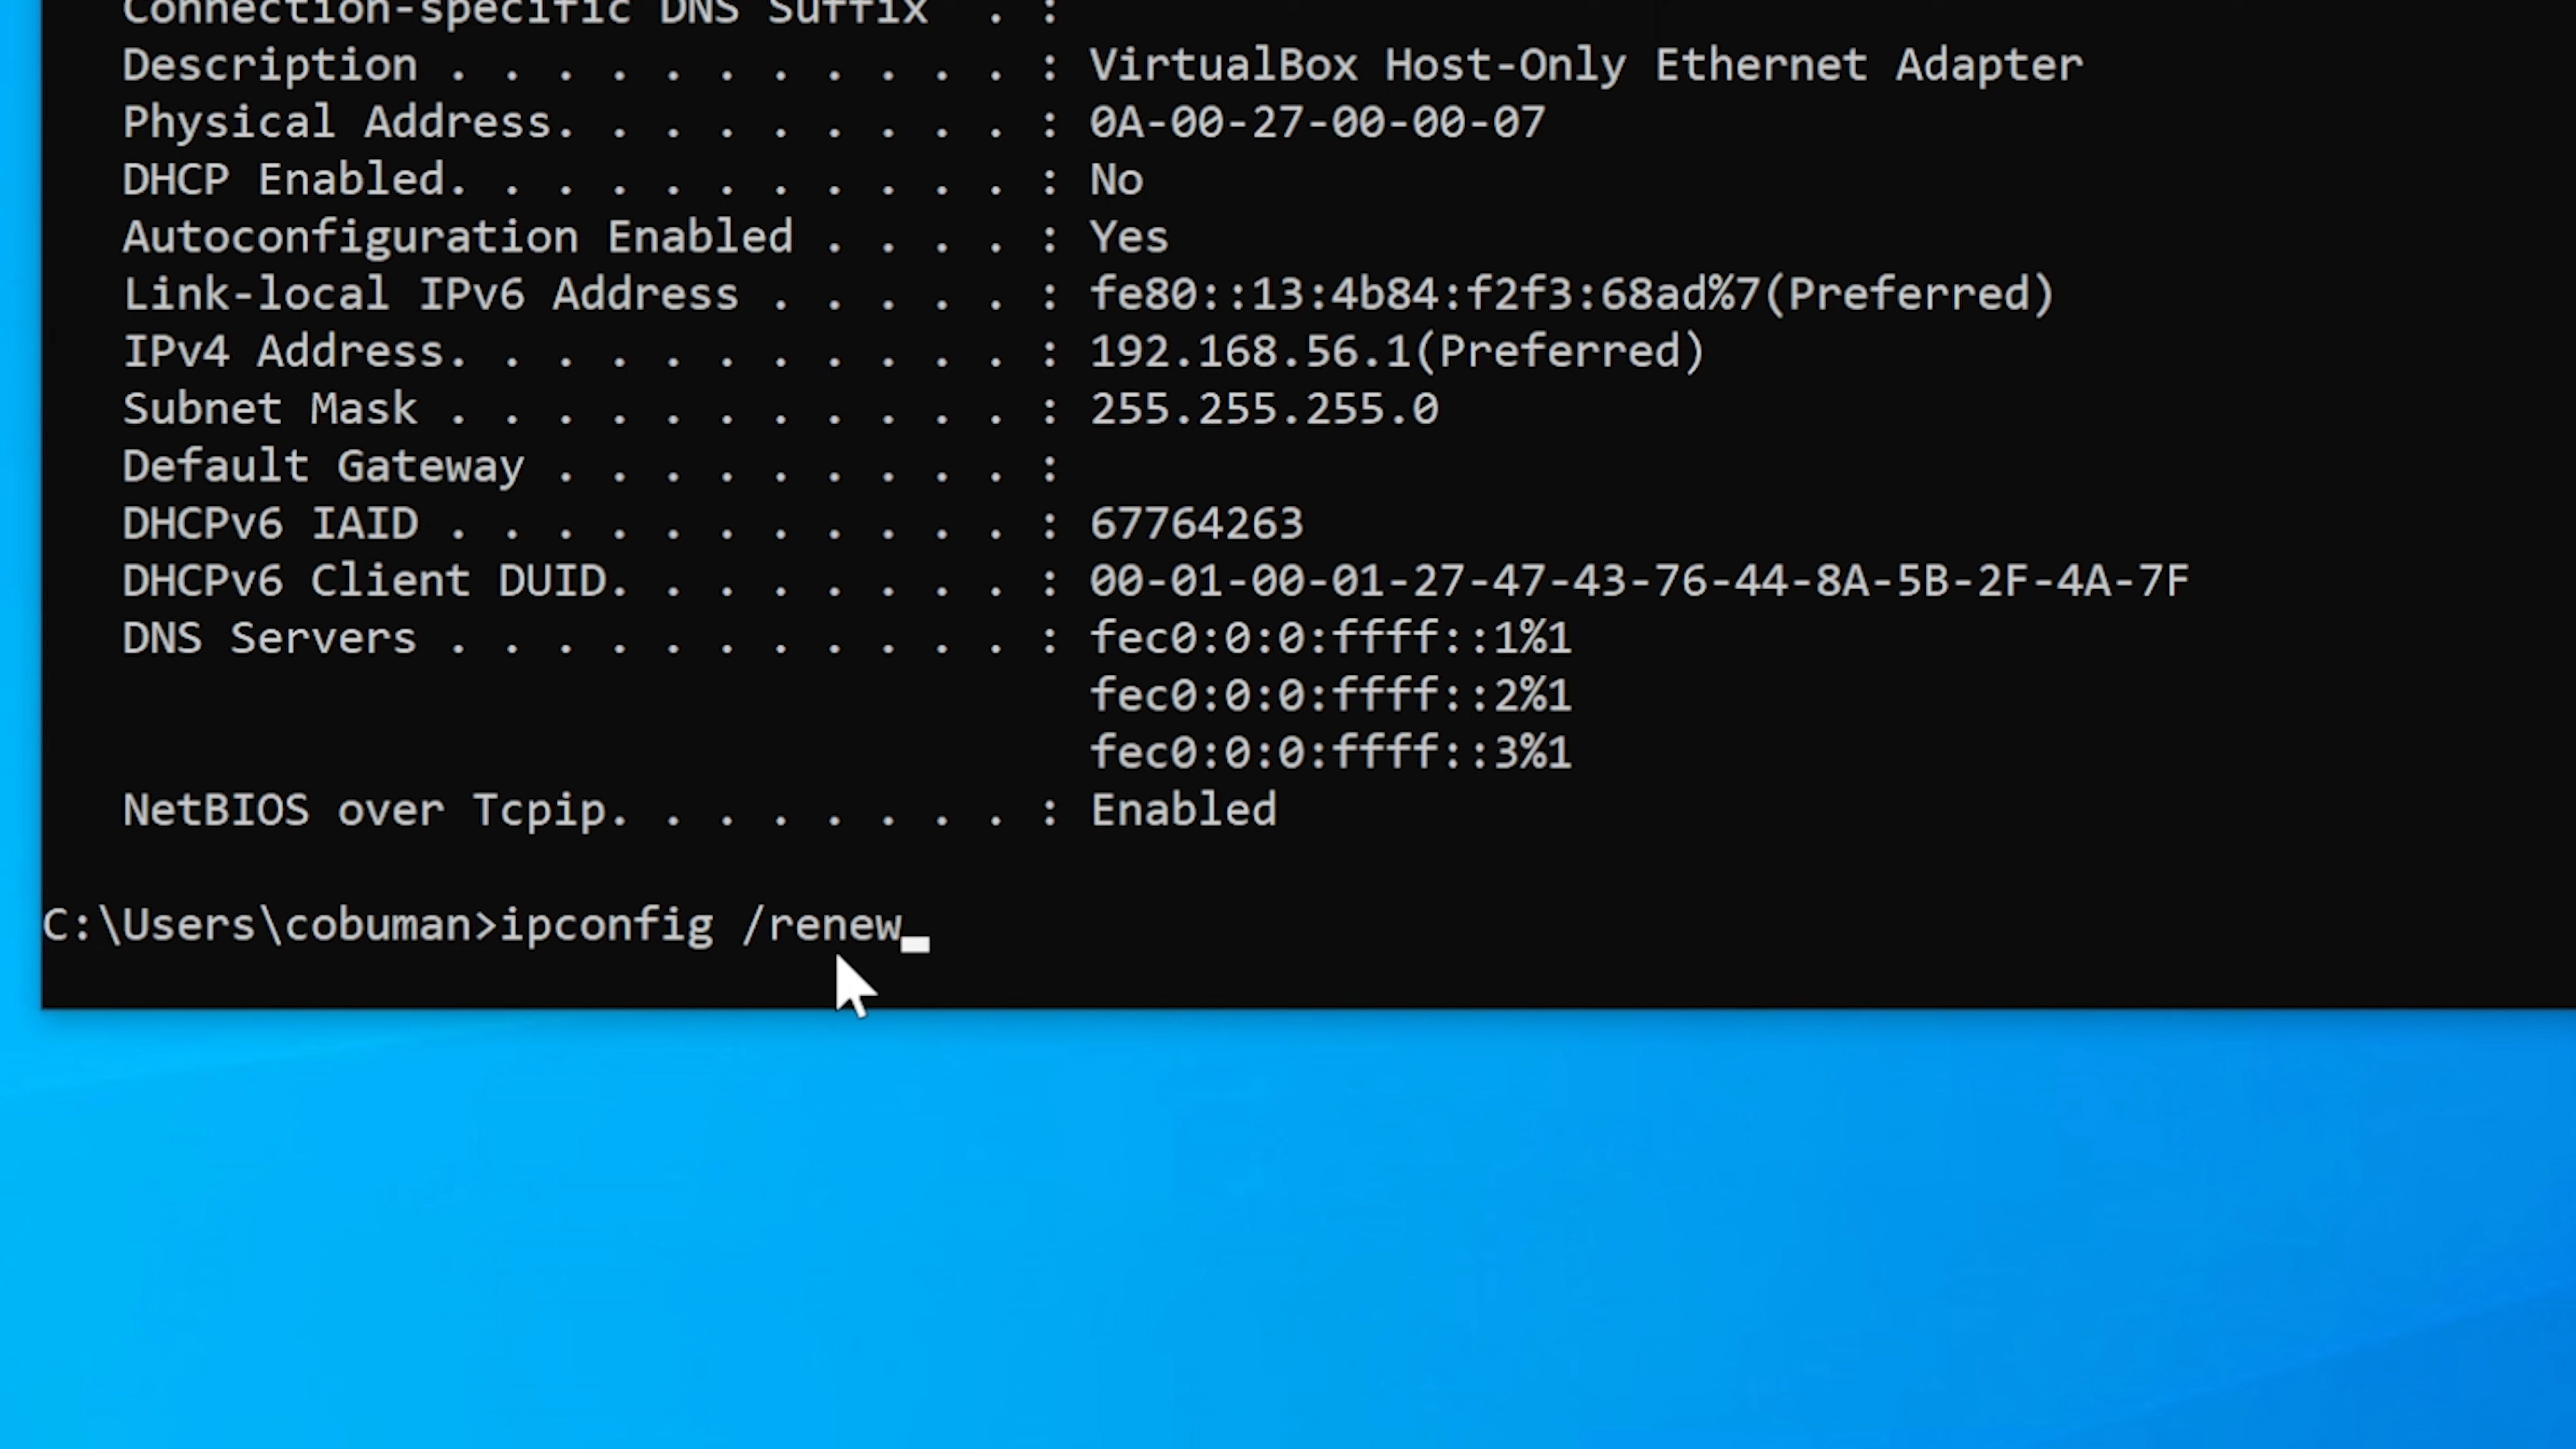 Connection-specific DNS Suffix  . :
Description . . . . . . . . . . . : VirtualBox Host-Only Ethernet Adapter
Physical Address. . . . . . . . . : 0A-00-27-00-00-07
DHCP Enabled. . . . . . . . . . . : No
Autoconfiguration Enabled . . . . : Yes
Link-local IPv6 Address . . . . . : fe80::13:4b84:f2f3:68ad%7(Preferred)
IPv4 Address. . . . . . . . . . . : 192.168.56.1(Preferred)
Subnet Mask . . . . . . . . . . . : 255.255.255.0
Default Gateway . . . . . . . . . :
DHCPv6 IAID . . . . . . . . . . . : 67764263
DHCPv6 Client DUID. . . . . . . . : 00-01-00-01-27-47-43-76-44-8A-5B-2F-4A-7F
DNS Servers . . . . . . . . . . . : fec0:0:0:ffff::1%1
fec0:0:0:ffff::2%1
fec0:0:0:ffff::3%1
NetBIOS over Tcpip. . . . . . . . : Enabled
C:\Users\cobuman>ipconfig /renew